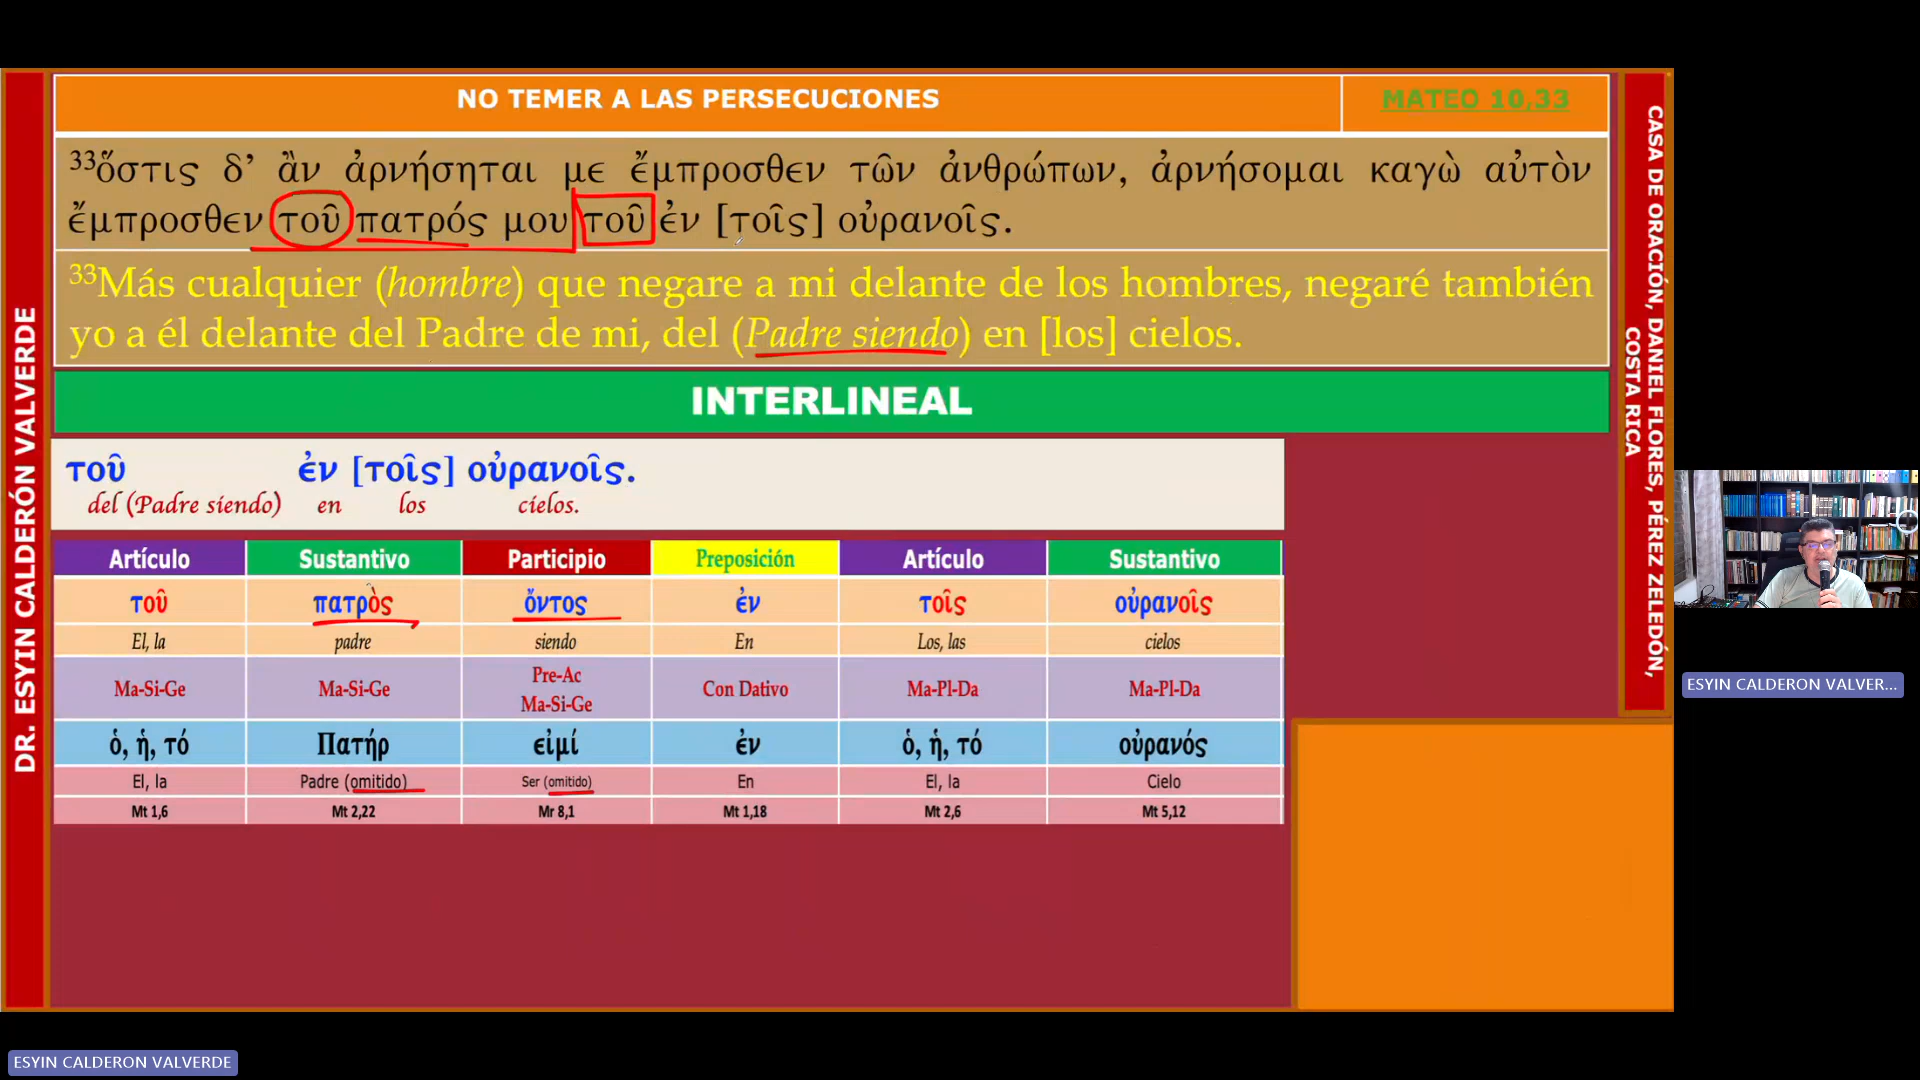 NO TEMER A LAS PERSECUCIONES
MATEO 10,33
³³ὅστις δ’ ἂν ἀρνήσηται με ἔμπροσθεν τῶν ἀνθρώπων, ἀρνήσομαι καγὼ αὐτὸν
ἔμπροσθεν τοῦ πατρός μου τοῦ ἐν [τοῖς] οὐρανοῖς.
³³Más cualquier (hombre) que negare a mi delante de los hombres, negaré también
yo a él delante del Padre de mi, del (Padre siendo) en [los] cielos.
INTERLINEAL
τοῦ ἐν [τοῖς] οὐρανοῖς.
del (Padre siendo) en los cielos.
Artículo Sustantivo Participio Preposición Artículo Sustantivo
τοῦ πατρὸς ὄντος ἐν τοῖς οὐρανοῖς
El, la padre siendo En Los, las cielos
Ma-Si-Ge Ma-Si-Ge Pre-Ac Ma-Si-Ge Con Dativo Ma-Pl-Da Ma-Pl-Da
ὁ, ἡ, τό Πατήρ εἰμί ἐν ὁ, ἡ, τό οὐρανός
El, la Padre (omitido) Ser (omitido) En El, la Cielo
Mt 1,6 Mt 2,22 Mr 8,1 Mt 1,18 Mt 2,6 Mt 5,12
DR. ESYIN CALDERÓN VALVERDE
CASA DE ORACIÓN, DANIEL FLORES, PÉREZ ZELEDÓN,
COSTA RICA
ESYIN CALDERON VALVER...
ESYIN CALDERON VALVERDE